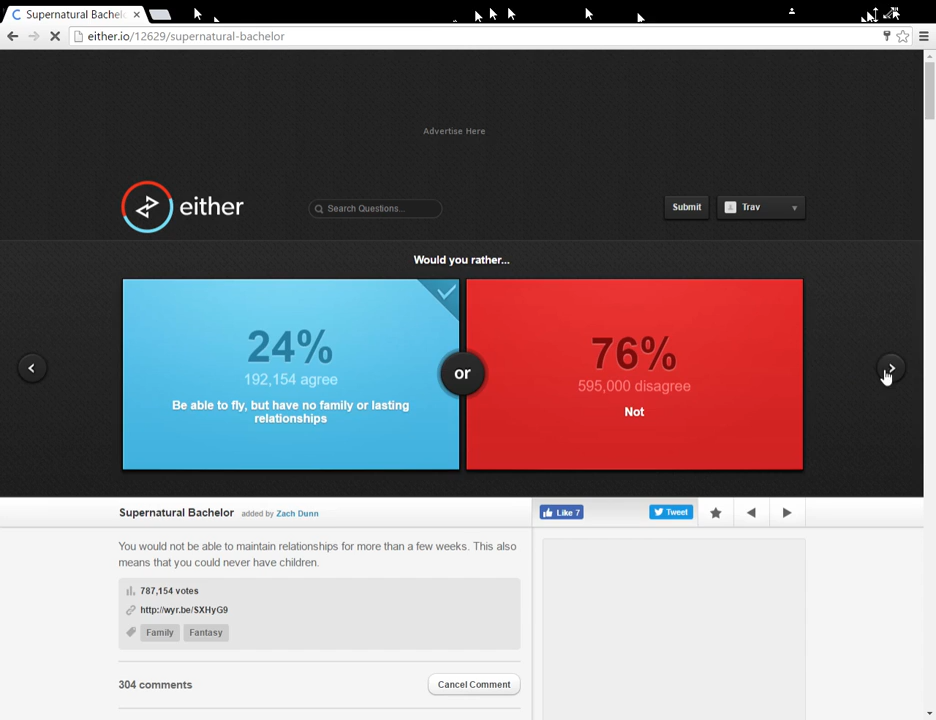 Supernatural Bachel
either.io/12629/supernatural-bachelor
Advertise Here
either
Search Questions...
Submit
Trav
Would you rather...
24%
192,154 agree
Be able to fly, but have no family or lasting
relationships
or
76%
595,000 disagree
Not
Supernatural Bachelor added by Zach Dunn
Like 7
Tweet
You would not be able to maintain relationships for more than a few weeks. This also
means that you could never have children.
787,154 votes
http://wyr.be/SXHyG9
Family Fantasy
304 comments
Cancel Comment